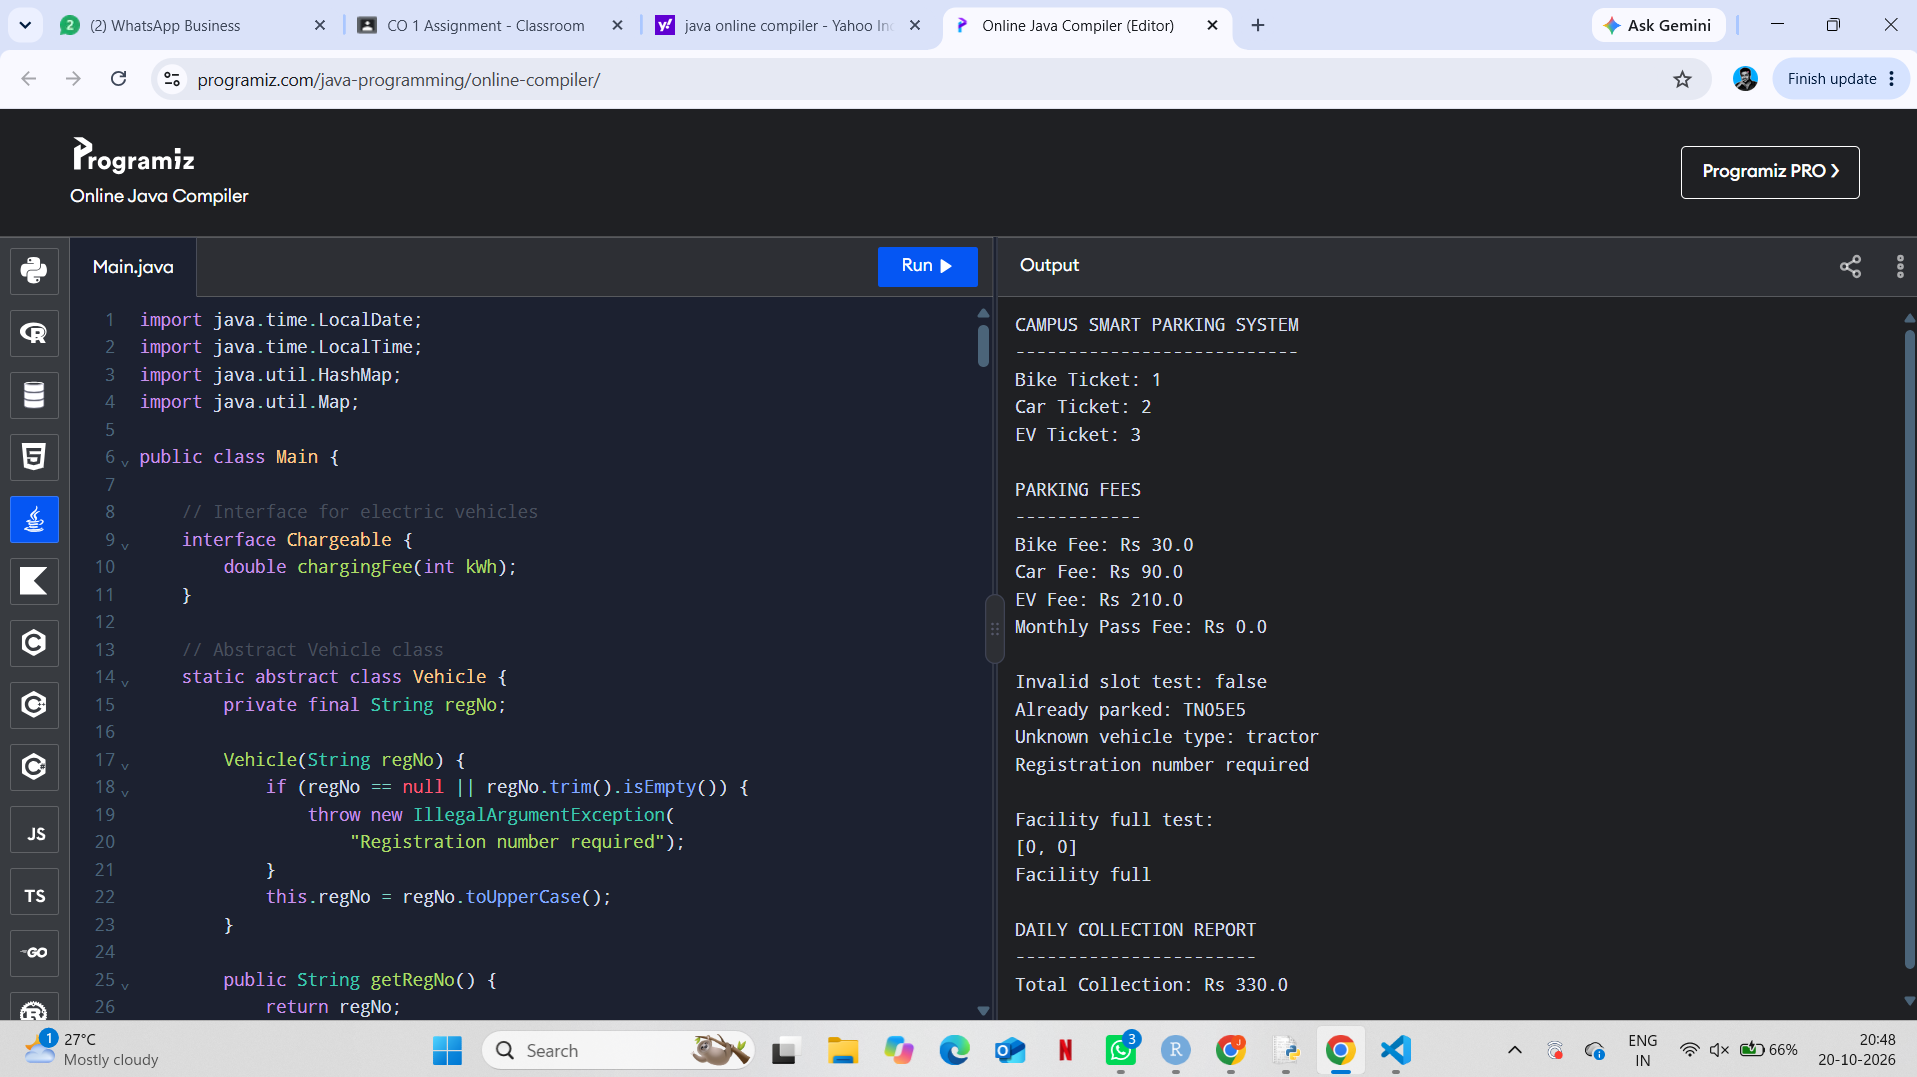 (2) WhatsApp Business
CO 1 Assignment - Classroom
java online compiler - Yahoo In
Online Java Compiler (Editor)
Ask Gemini
programiz.com/java-programming/online-compiler/
Finish update
Programiz
Online Java Compiler
Programiz PRO
Main.java
Run
Output
1 import java.time.LocalDate;
2 import java.time.LocalTime;
3 import java.util.HashMap;
4 import java.util.Map;
5
6 public class Main {
7
8 // Interface for electric vehicles
9 interface Chargeable {
10 double chargingFee(int kWh);
11 }
12
13 // Abstract Vehicle class
14 static abstract class Vehicle {
15 private final String regNo;
16
17 Vehicle(String regNo) {
18 if (regNo == null || regNo.trim().isEmpty()) {
19 throw new IllegalArgumentException(
20 "Registration number required");
21 }
22 this.regNo = regNo.toUpperCase();
23 }
24
25 public String getRegNo() {
26 return regNo;
CAMPUS SMART PARKING SYSTEM
---------------------------
Bike Ticket: 1
Car Ticket: 2
EV Ticket: 3
PARKING FEES
------------
Bike Fee: Rs 30.0
Car Fee: Rs 90.0
EV Fee: Rs 210.0
Monthly Pass Fee: Rs 0.0
Invalid slot test: false
Already parked: TN05E5
Unknown vehicle type: tractor
Registration number required
Facility full test:
[0, 0]
Facility full
DAILY COLLECTION REPORT
-----------------------
Total Collection: Rs 330.0
JS
TS
GO
1
27°C
Mostly cloudy
Search
3
ENG
IN
66%
20:48
20-10-2026